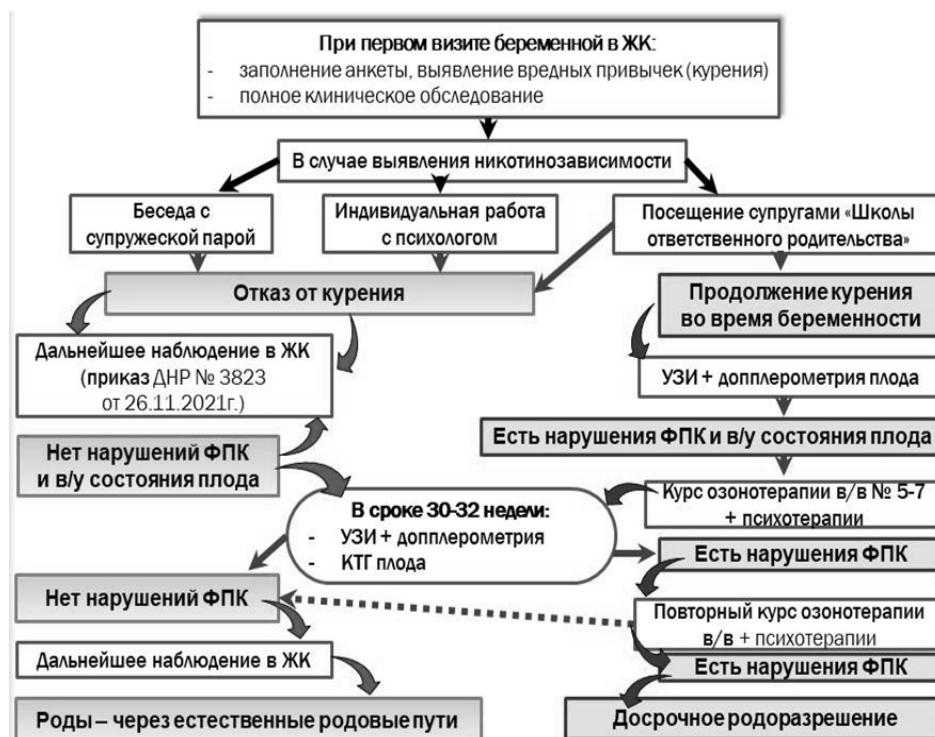 При первом визите беременной в ЖК:
- заполнение анкеты, выявление вредных привычек (курения)
- полное клиническое обследование
В случае выявления никотинозависимости
Беседа с
супружеской парой
Индивидуальная работа
с психологом
Посещение супругами «Школы
ответственного родительства»
Отказ от курения
Продолжение курения
во время беременности
Дальнейшее наблюдение в ЖК
(приказ ДНР № 3823
от 26.11.2021г.)
УЗИ + допплерометрия плода
Нет нарушений ФПК
и в/у состояния плода
Есть нарушения ФПК и в/у состояния плода
Курс озонотерапии в/в № 5-7
+ психотерапии
В сроке 30-32 недели:
- УЗИ + допплерометрия
- КТГ плода
Есть нарушения ФПК
Нет нарушений ФПК
Повторный курс озонотерапии
в/в + психотерапии
Дальнейшее наблюдение в ЖК
Есть нарушения ФПК
Роды – через естественные родовые пути
Досрочное родоразрешение